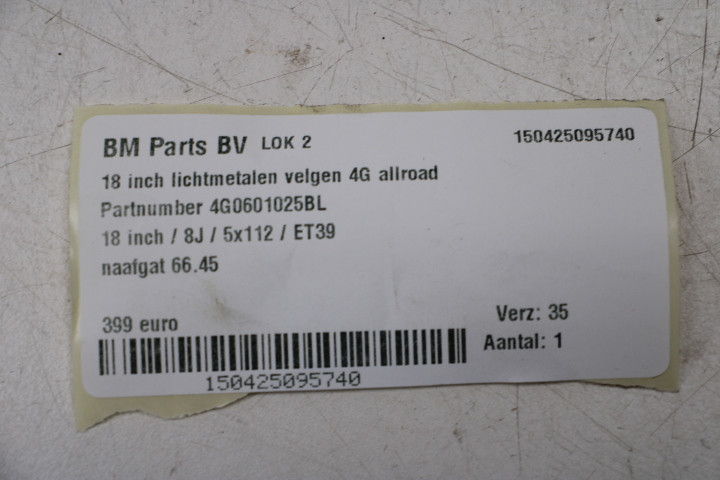 BM Parts BV LOK 2 150425095740
18 inch lichtmetalen velgen 4G allroad
Partnumber 4G0601025BL
18 inch / 8J / 5x112 / ET39
naafgat 66.45
399 euro Verz: 35
Aantal: 1
150425095740